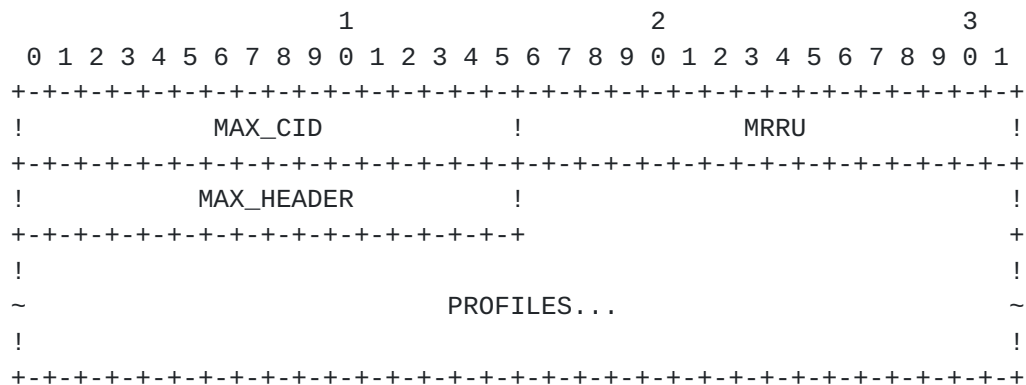 1                   2                   3
 0 1 2 3 4 5 6 7 8 9 0 1 2 3 4 5 6 7 8 9 0 1 2 3 4 5 6 7 8 9 0 1
+-+-+-+-+-+-+-+-+-+-+-+-+-+-+-+-+-+-+-+-+-+-+-+-+-+-+-+-+-+-+-+-+
!            MAX_CID            !              MRRU             !
+-+-+-+-+-+-+-+-+-+-+-+-+-+-+-+-+-+-+-+-+-+-+-+-+-+-+-+-+-+-+-+-+
!           MAX_HEADER          !                               !
+-+-+-+-+-+-+-+-+-+-+-+-+-+-+-+-+                               +
!                                                               !
~                           PROFILES...                         ~
!                                                               !
+-+-+-+-+-+-+-+-+-+-+-+-+-+-+-+-+-+-+-+-+-+-+-+-+-+-+-+-+-+-+-+-+